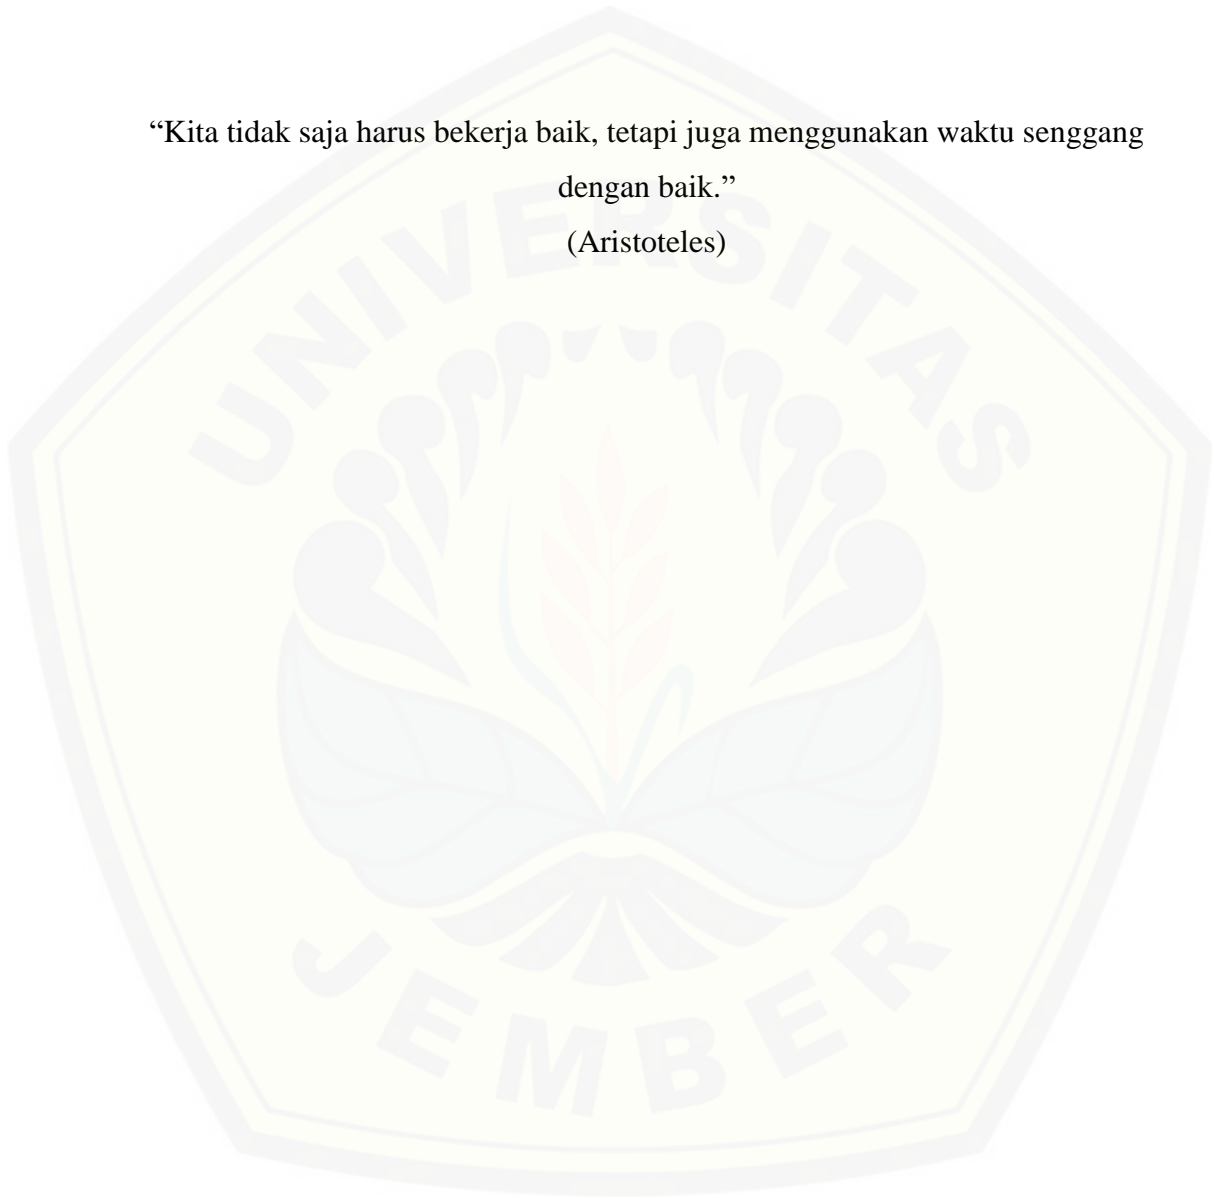 “Kita tidak saja harus bekerja baik, tetapi juga menggunakan waktu senggang
dengan baik.”
(Aristoteles)
UNIVERSITAS
JEMBER